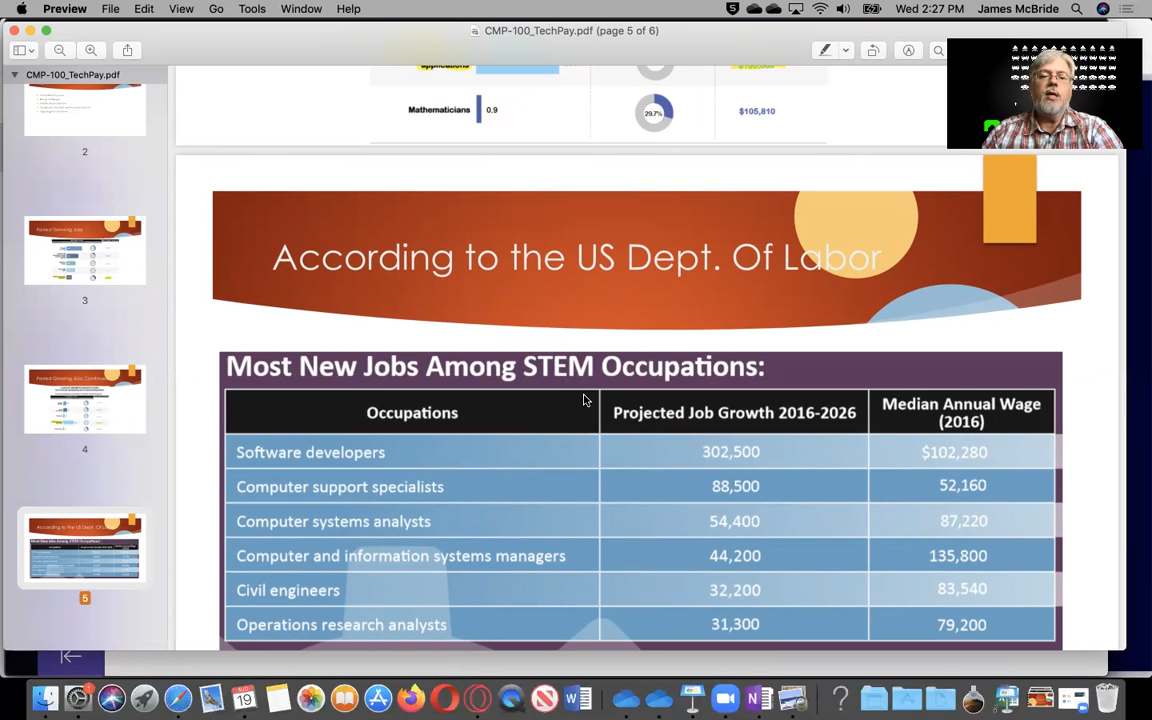 Preview File Edit View Go Tools Window Help Wed 2:27 PM James McBride
CMP-100_TechPay.pdf (page 5 of 6)
CMP-100_TechPay.pdf
2
3
4
5
applications
Mathematicians 0.9 29.7% $105,810
According to the US Dept. Of Labor
Most New Jobs Among STEM Occupations:
Occupations Projected Job Growth 2016-2026 Median Annual Wage (2016)
Software developers 302,500 $102,280
Computer support specialists 88,500 52,160
Computer systems analysts 54,400 87,220
Computer and information systems managers 44,200 135,800
Civil engineers 32,200 83,540
Operations research analysts 31,300 79,200